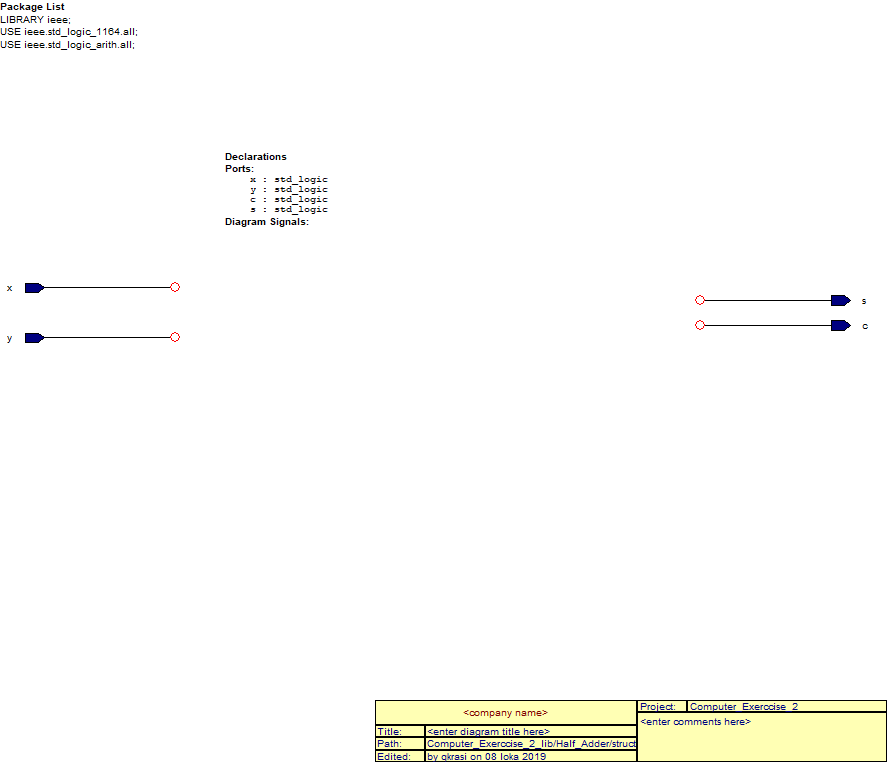 Package List
LIBRARY ieee;
USE ieee.std_logic_1164.all;
USE ieee.std_logic_arith.all;
Declarations
Ports:
x : std_logic
y : std_logic
c : std_logic
s : std_logic
Diagram Signals:
x
s
c
y
<company name>
Project: Computer_Exercise_2
<enter comments here>
Title: <enter diagram title here>
Path: Computer_Exercise_2_lib/Half_Adder/struct
Edited: by qkrasi on 08 loka 2019